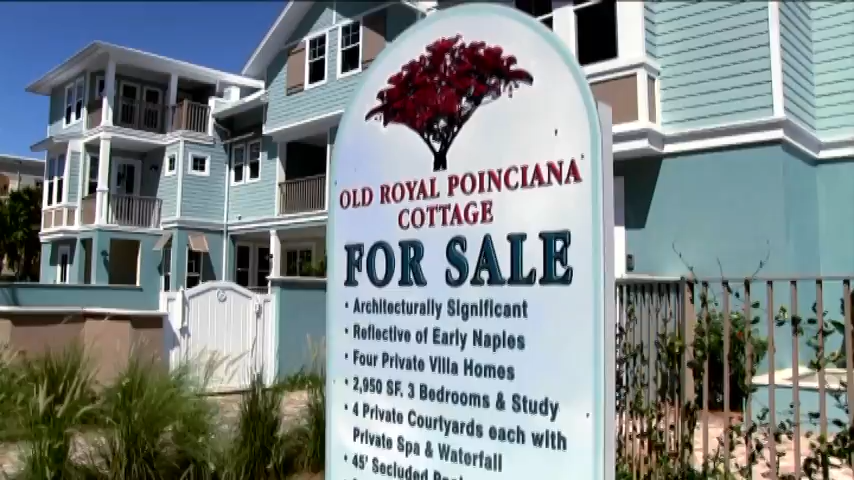 OLD ROYAL POINCIANA
COTTAGE
FOR SALE
• Architecturally Significant
• Reflective of Early Naples
• Four Private Villa Homes
• 2,950 SF. 3 Bedrooms & Study
• 4 Private Courtyards each with
Private Spa & Waterfall
• 45' Secluded